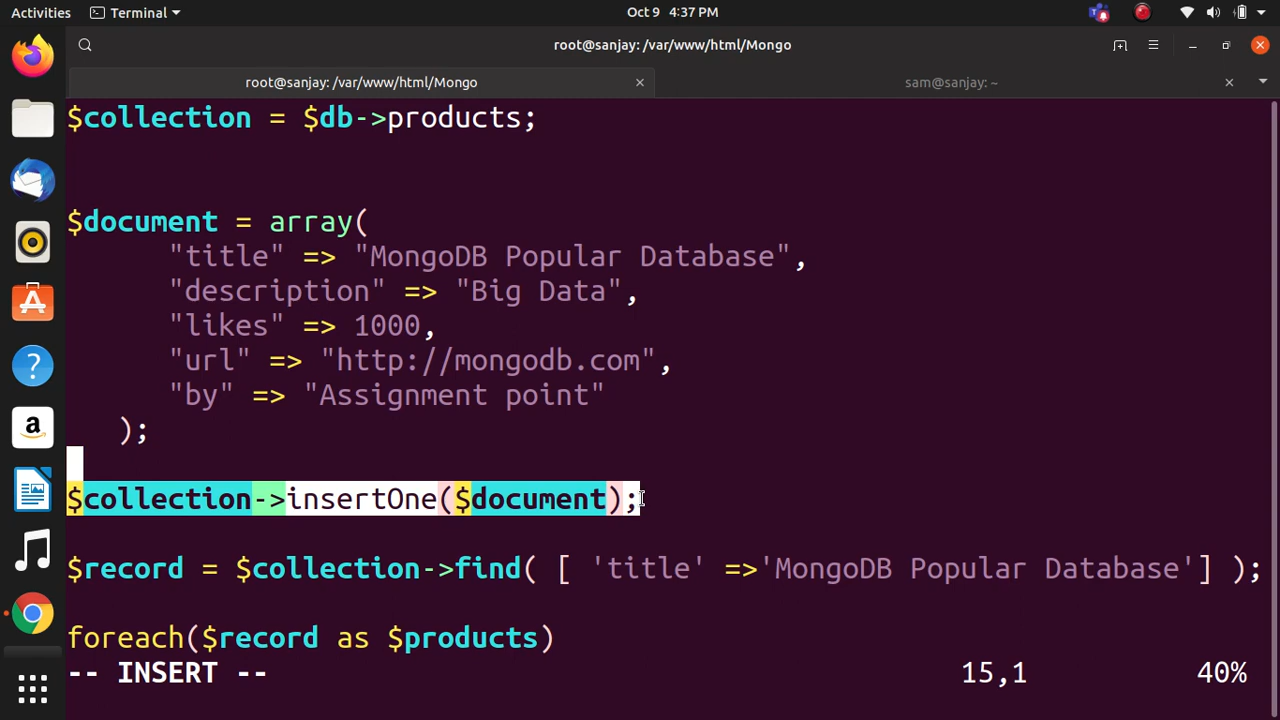 Activities Terminal Oct 9 4:37 PM
root@sanjay: /var/www/html/Mongo
root@sanjay: /var/www/html/Mongo sam@sanjay: ~
$collection = $db->products;
$document = array(
"title" => "MongoDB Popular Database",
"description" => "Big Data",
"likes" => 1000,
"url" => "http://mongodb.com",
"by" => "Assignment point"
);
$collection->insertOne($document);
$record = $collection->find( [ 'title' =>'MongoDB Popular Database'] );
foreach($record as $products)
-- INSERT -- 15,1 40%